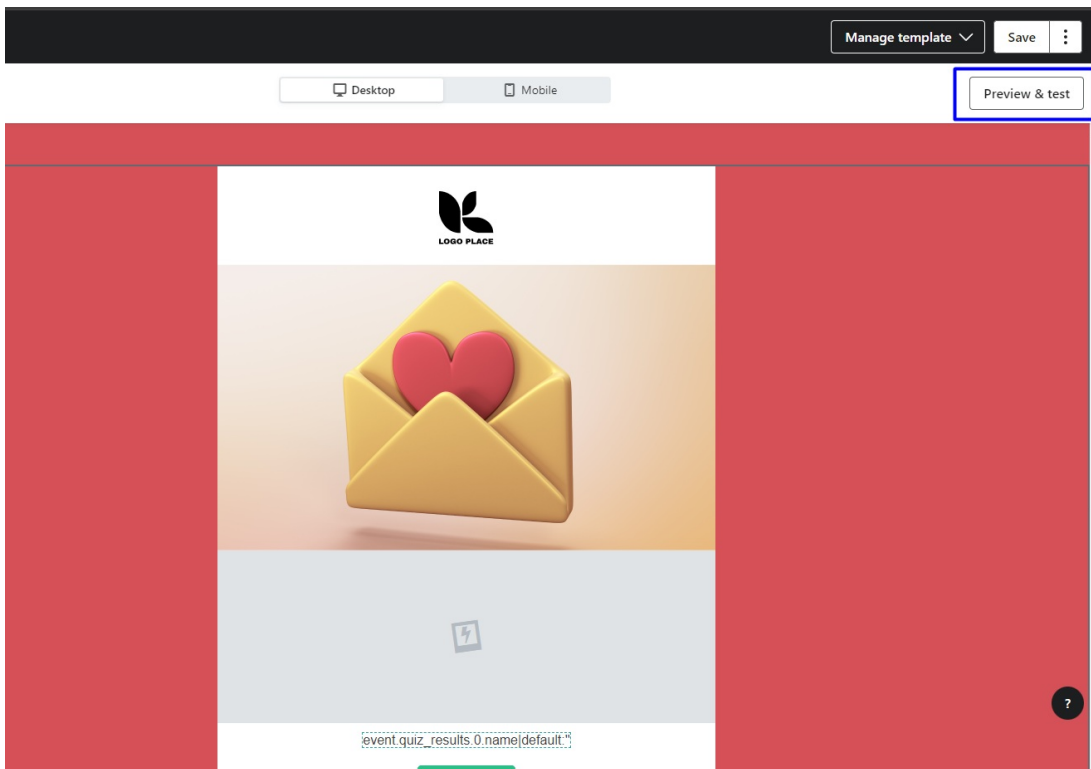 Manage template
Save
Desktop
Mobile
Preview & test
LOGO PLACE
?
event.quiz_results.0.name|default:''